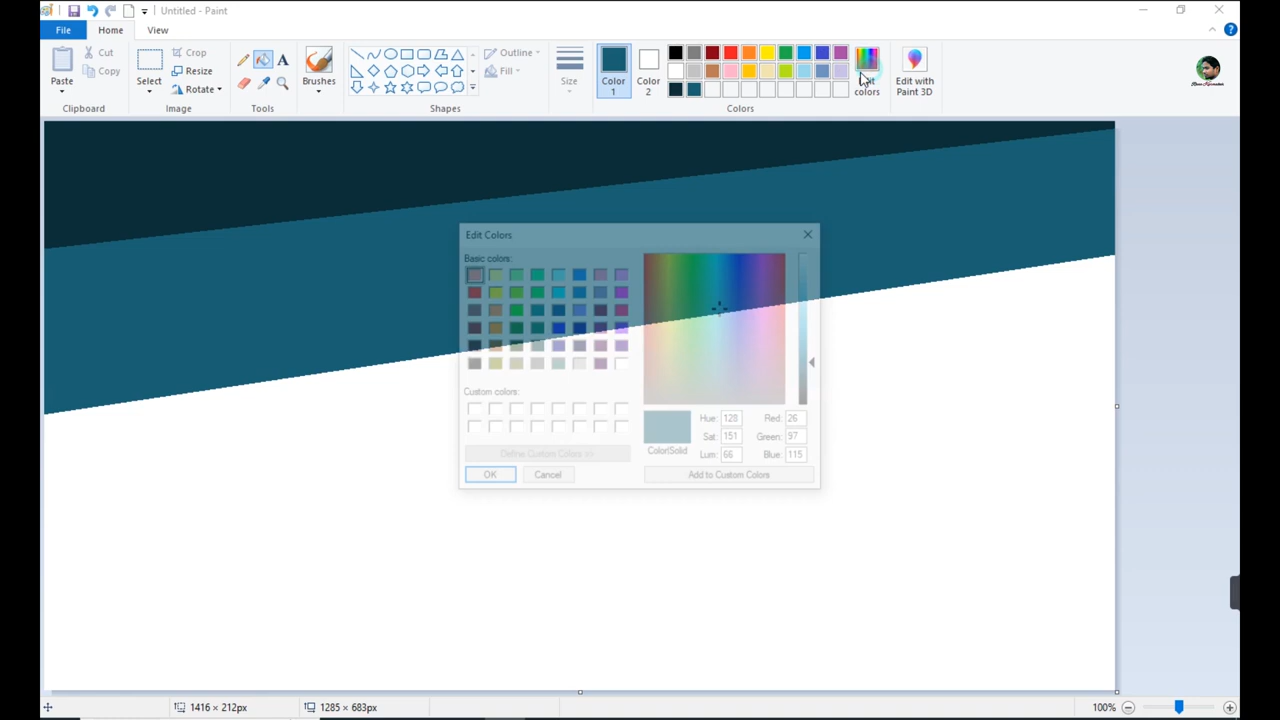 Untitled - Paint
File
Home
View
Paste
Cut
Copy
Clipboard
Select
Crop
Resize
Rotate
Image
Tools
Brushes
Shapes
Outline
Fill
Size
Color
1
Color
2
Colors
colors
Edit with
Paint 3D
Edit Colors
Basic colors:
Custom colors:
Define Custom Colors >>
OK
Cancel
Color|Solid
Hue: 128
Sat: 151
Lum: 66
Red: 26
Green: 97
Blue: 115
Add to Custom Colors
1416 × 212px
1285 × 683px
100%